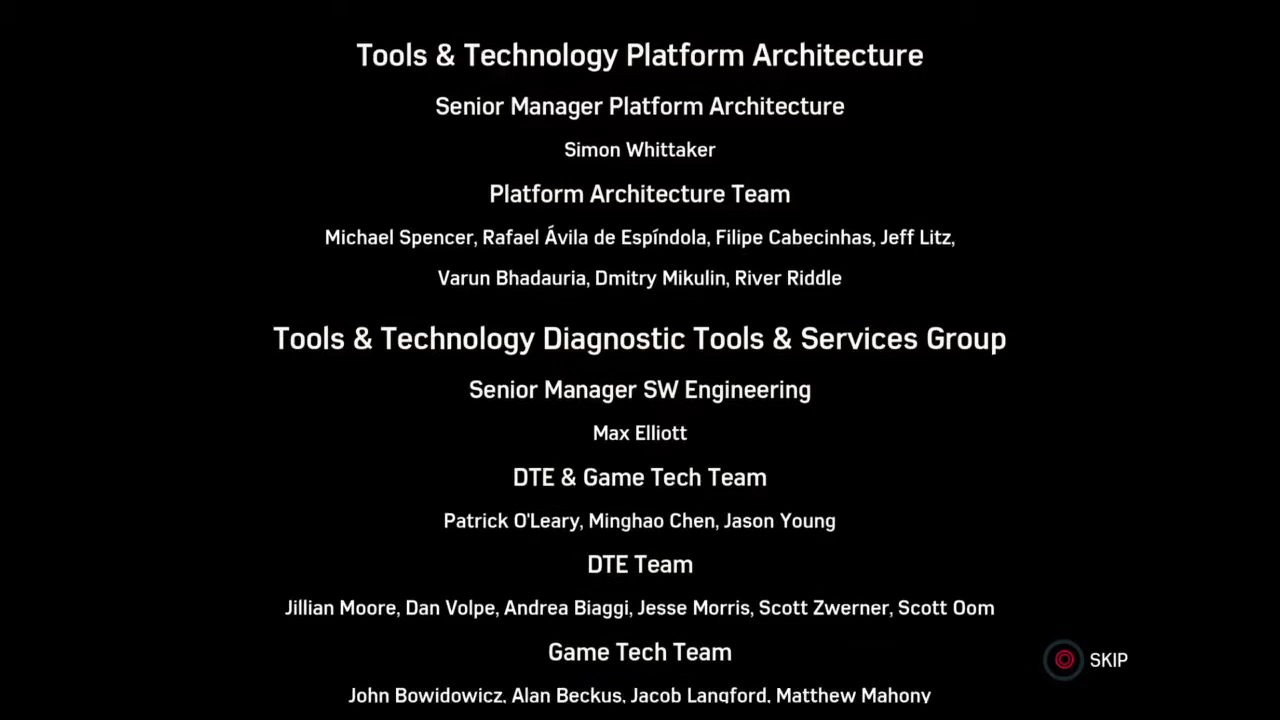 Tools & Technology Platform Architecture
Senior Manager Platform Architecture
Simon Whittaker
Platform Architecture Team
Michael Spencer, Rafael Ávila de Espíndola, Filipe Cabecinhas, Jeff Litz,
Varun Bhadauria, Dmitry Mikulin, River Riddle
Tools & Technology Diagnostic Tools & Services Group
Senior Manager SW Engineering
Max Elliott
DTE & Game Tech Team
Patrick O'Leary, Minghao Chen, Jason Young
DTE Team
Jillian Moore, Dan Volpe, Andrea Biaggi, Jesse Morris, Scott Zwerner, Scott Oom
Game Tech Team
SKIP
John Bowidowicz, Alan Beckus, Jacob Langford, Matthew Mahony